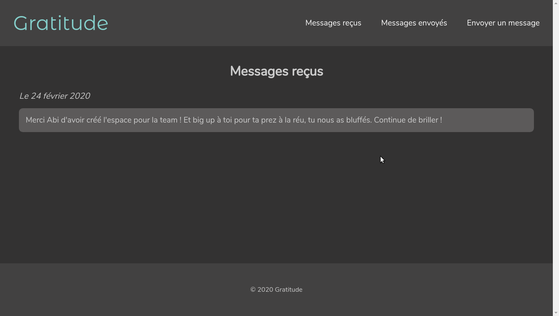 Gratitude
Messages reçus
Messages envoyés
Envoyer un message
Messages reçus
Le 24 février 2020
Merci Abi d'avoir créé l'espace pour la team ! Et big up à toi pour ta prez à la réu, tu nous as bluffés. Continue de briller !
© 2020 Gratitude